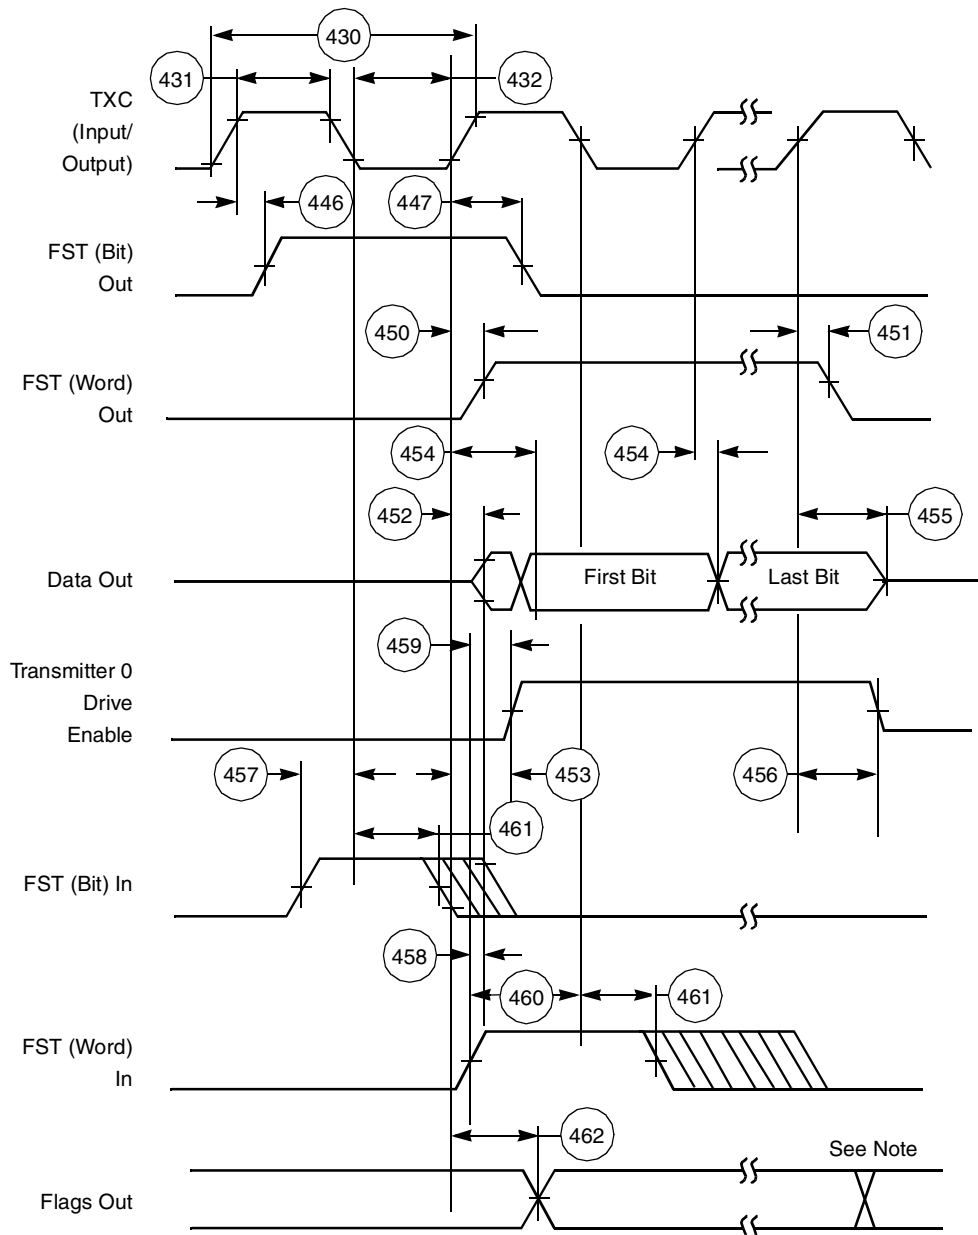 430
431
432
TXC
(Input/
Output)
446
447
FST (Bit)
Out
450
451
FST (Word)
Out
454
454
452
455
Data Out
First Bit
Last Bit
459
Transmitter 0
Drive
Enable
457
453
456
461
FST (Bit) In
458
460
461
FST (Word)
In
462
See Note
Flags Out